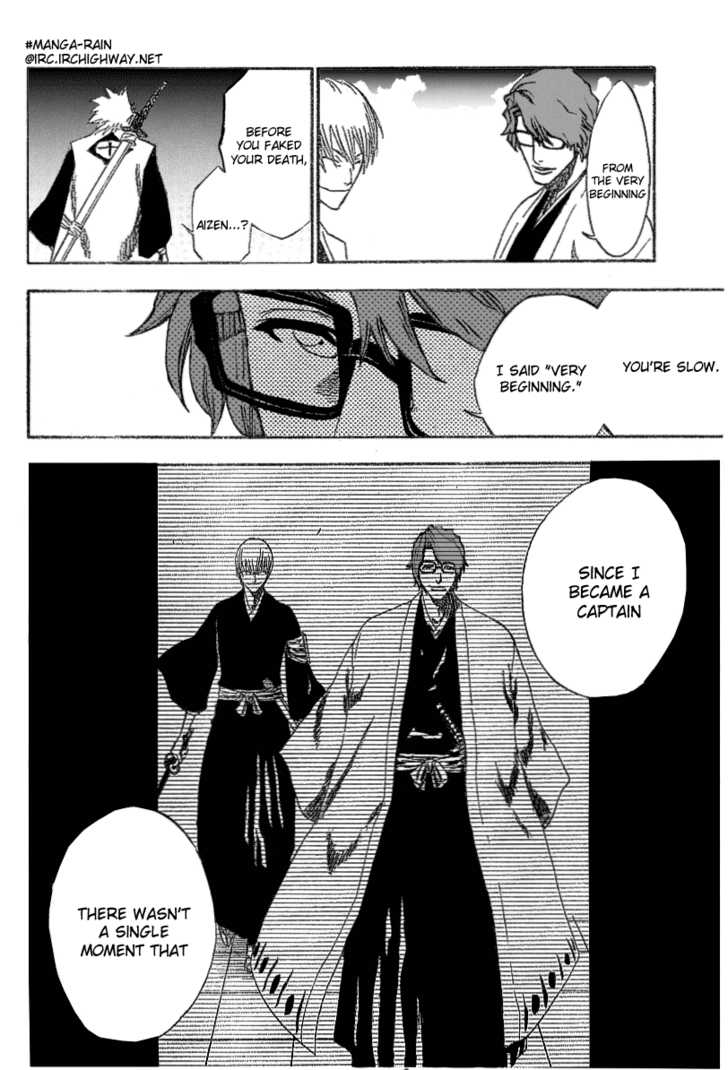 #MANGA-RAIN
@IRC.IRCHIGHWAY.NET
FROM
THE VERY
BEGINNING
BEFORE
YOU FAKED
YOUR DEATH,
AIZEN...?
YOU'RE SLOW.
I SAID "VERY
BEGINNING."
SINCE I
BECAME A
CAPTAIN
THERE WASN'T
A SINGLE
MOMENT THAT